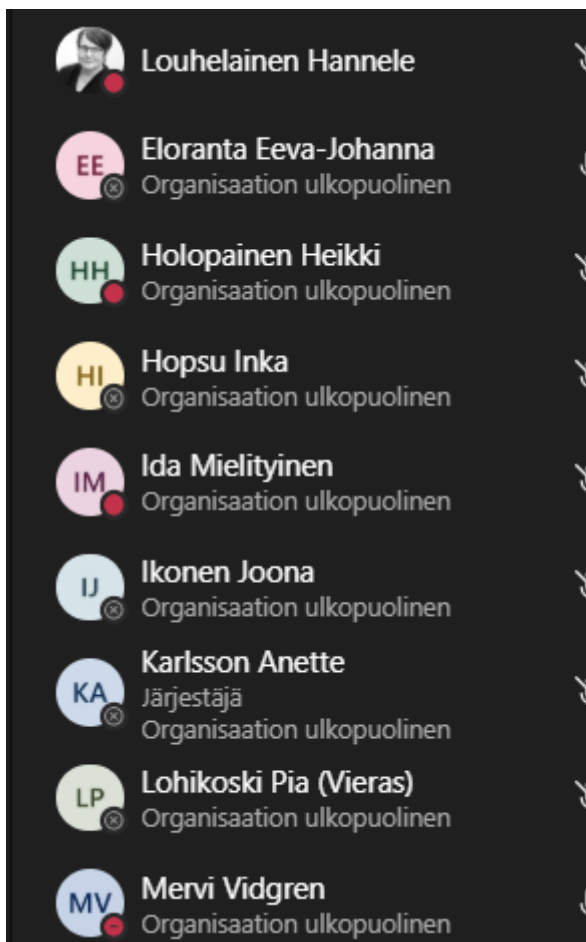 Louhelainen Hannele
EE
Eloranta Eeva-Johanna
Organisaation ulkopuolinen
HH
Holopainen Heikki
Organisaation ulkopuolinen
HI
Hopsu Inka
Organisaation ulkopuolinen
IM
Ida Mielityinen
Organisaation ulkopuolinen
IJ
Ikonen Joona
Organisaation ulkopuolinen
KA
Karlsson Anette
Järjestäjä
Organisaation ulkopuolinen
LP
Lohikoski Pia (Vieras)
Organisaation ulkopuolinen
MV
Mervi Vidgren
Organisaation ulkopuolinen